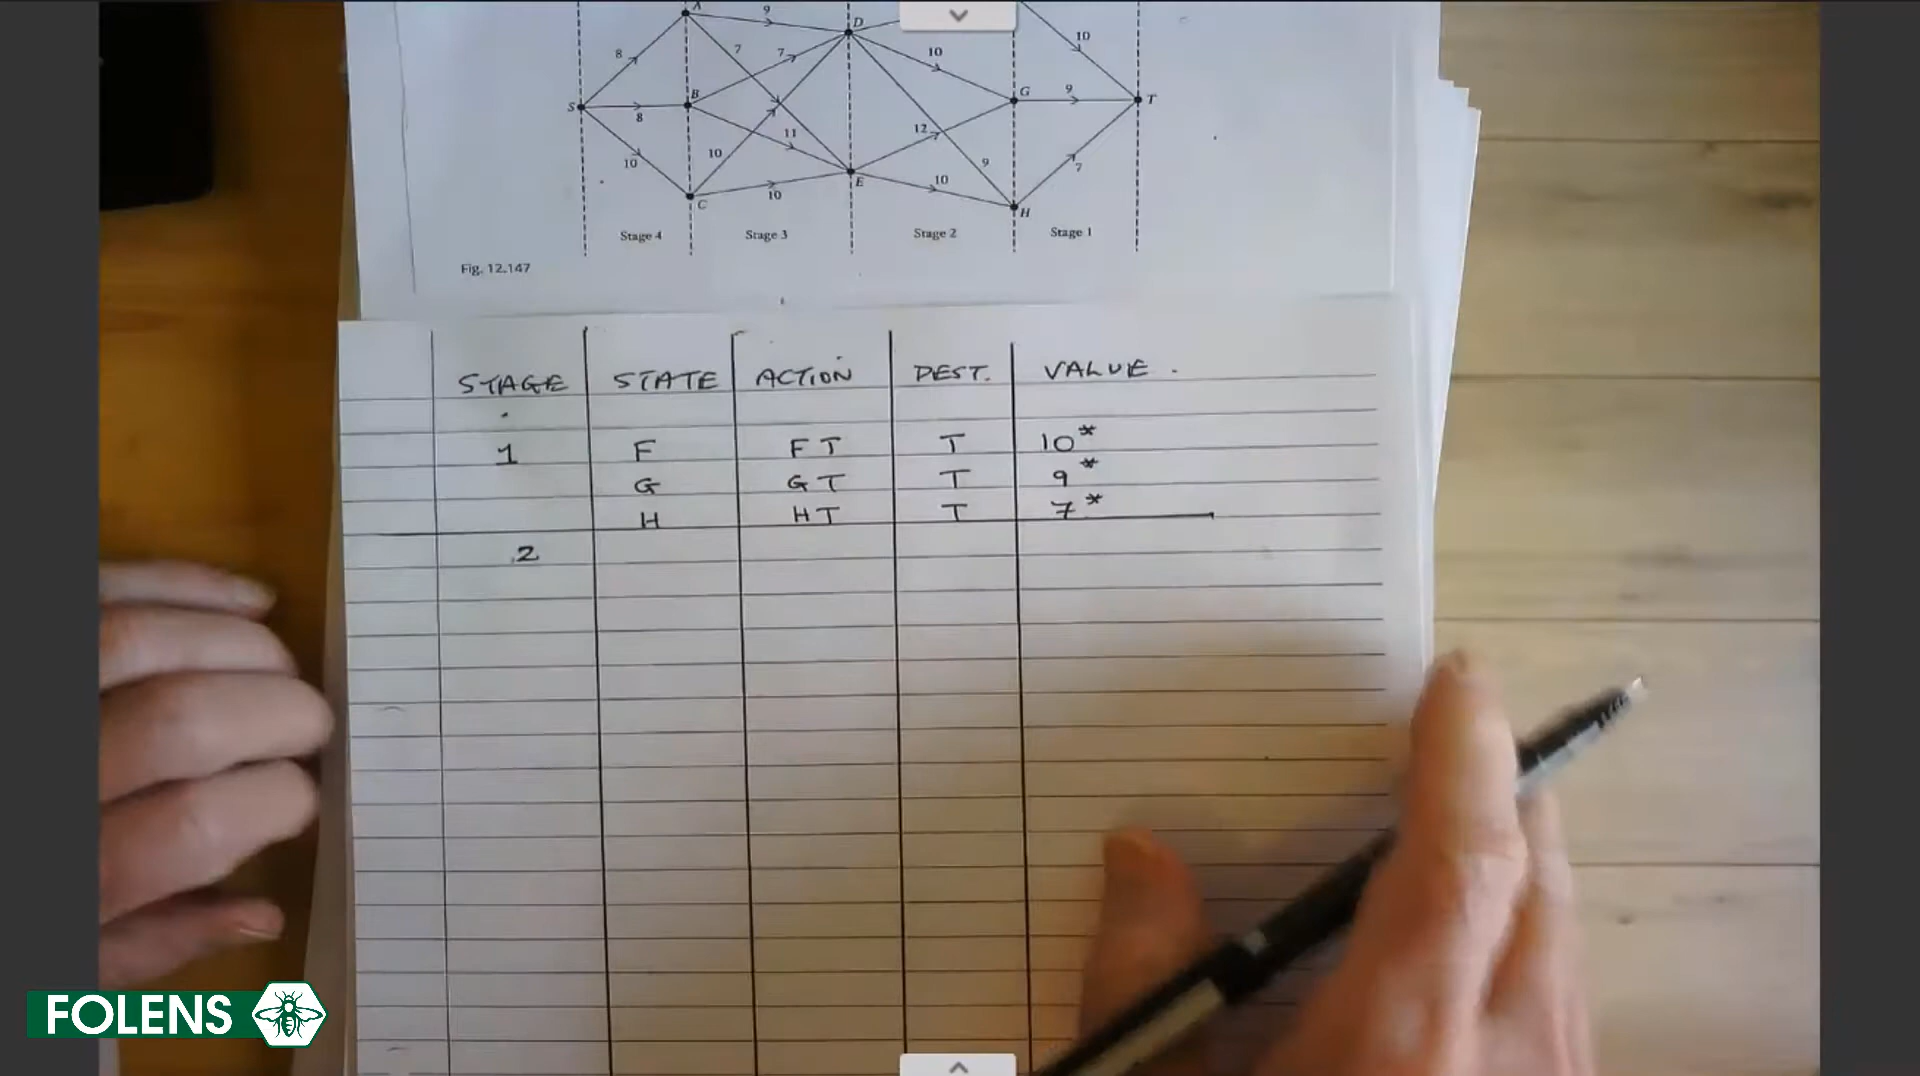 A 9 D 10
8 7 7 10
S B G 9 T
8 11 12
10 10 9 7
E 10
C 10 H
Stage 4 Stage 3 Stage 2 Stage 1
Fig. 12.147
STAGE STATE ACTION DEST. VALUE.
1 F FT T 10*
G GT T 9*
H HT T 7*
2
FOLENS